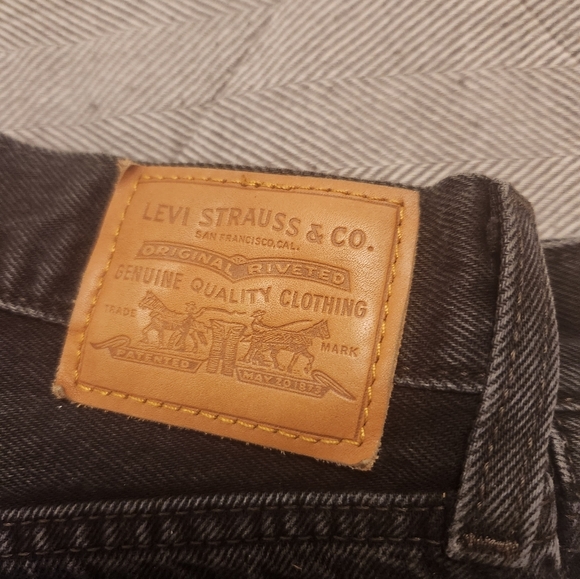 LEVI STRAUSS & CO.
SAN FRANCISCO, CAL.
ORIGINAL RIVETED
GENUINE QUALITY CLOTHING
TRADE MARK
PATENTED MAY 20 1873